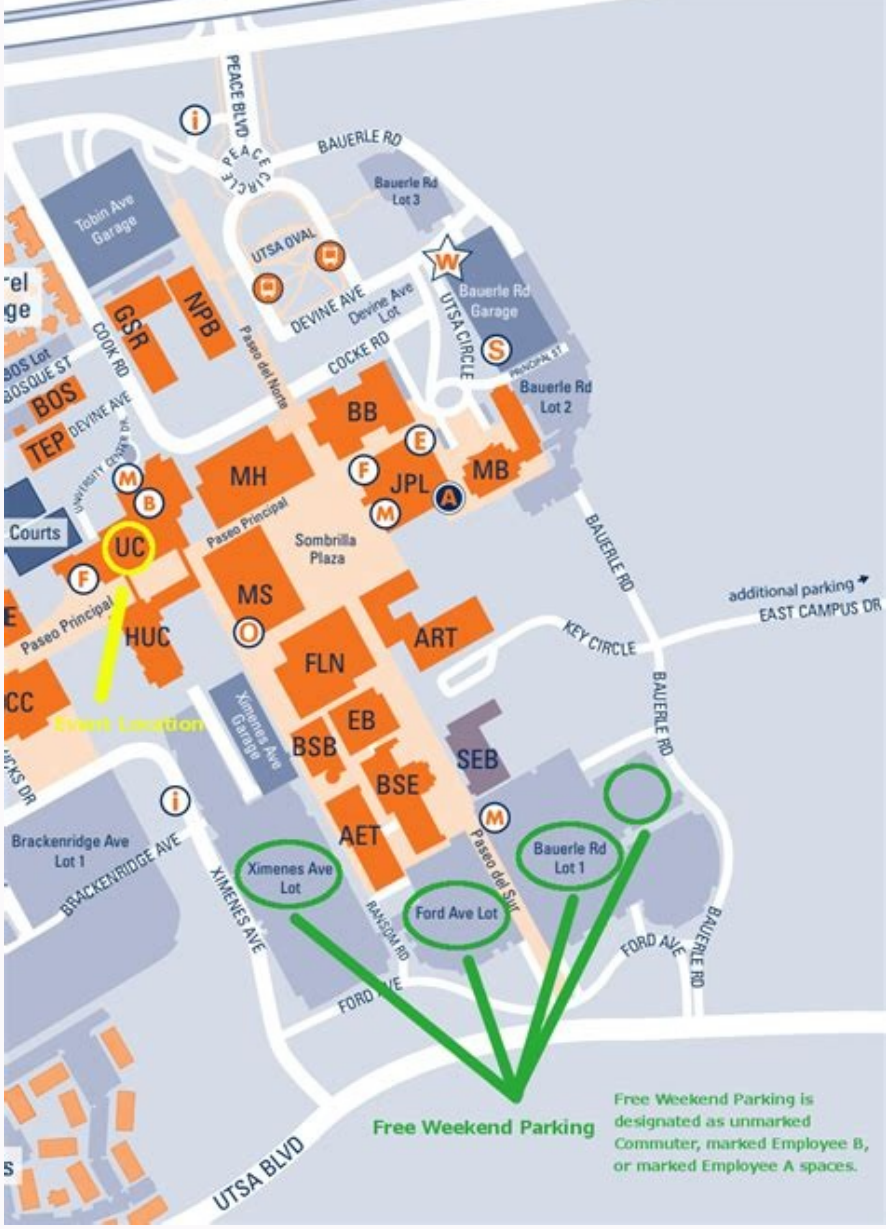 PEACE BLVD
i
PEACE CIRCLE
BAUERLE RD
Bauerle Rd
Lot 3
Tobin Ave
Garage
UTSA OVAL
W
rel
ge
Bauerle Rd
Garage
DEVINE AVE
Devine Ave
Lot
UTSA CIRCLE
GSR
NPB
COOK RD
Paseo del Norte
COCKE RD
S
PRINCIPAL ST
BOS Lot
BOSQUE ST
BOS
Bauerle Rd
Lot 2
TEP
DEVINE AVE
BB
E
UNIVERSITY CENTER RD
M
B
MH
F
JPL
MB
A
M
Courts
UC
Paseo Principal
Sombrilla
Plaza
BAUERLE RD
F
MS
additional parking
EAST CAMPUS DR
E
Paseo Principal
HUC
O
ART
KEY CIRCLE
CC
FLN
BAUERLE RD
Ximenes Ave
Garage
Event Location
EB
BSB
SEB
UCKS DR
BSE
i
M
Brackenridge Ave
Lot 1
AET
Bauerle Rd
Lot 1
BRACKENRIDGE AVE
Ximenes Ave
Lot
Paseo del Sur
XIMENES AVE
RANSOM RD
Ford Ave Lot
FORD AVE
BAUERLE RD
FORD AVE
Free Weekend Parking
Free Weekend Parking is
designated as unmarked
Commuter, marked Employee B,
or marked Employee A spaces.
s
UTSA BLVD